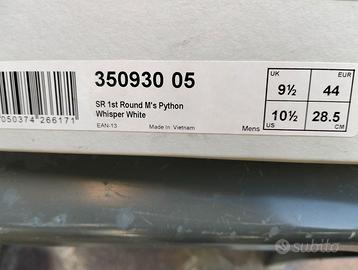 350930 05
SR 1st Round M's Python
Whisper White
050374 266171
EAN-13
Made In Vietnam
Mens
UK EUR
9½ 44
10½ 28.5
US CM
subito